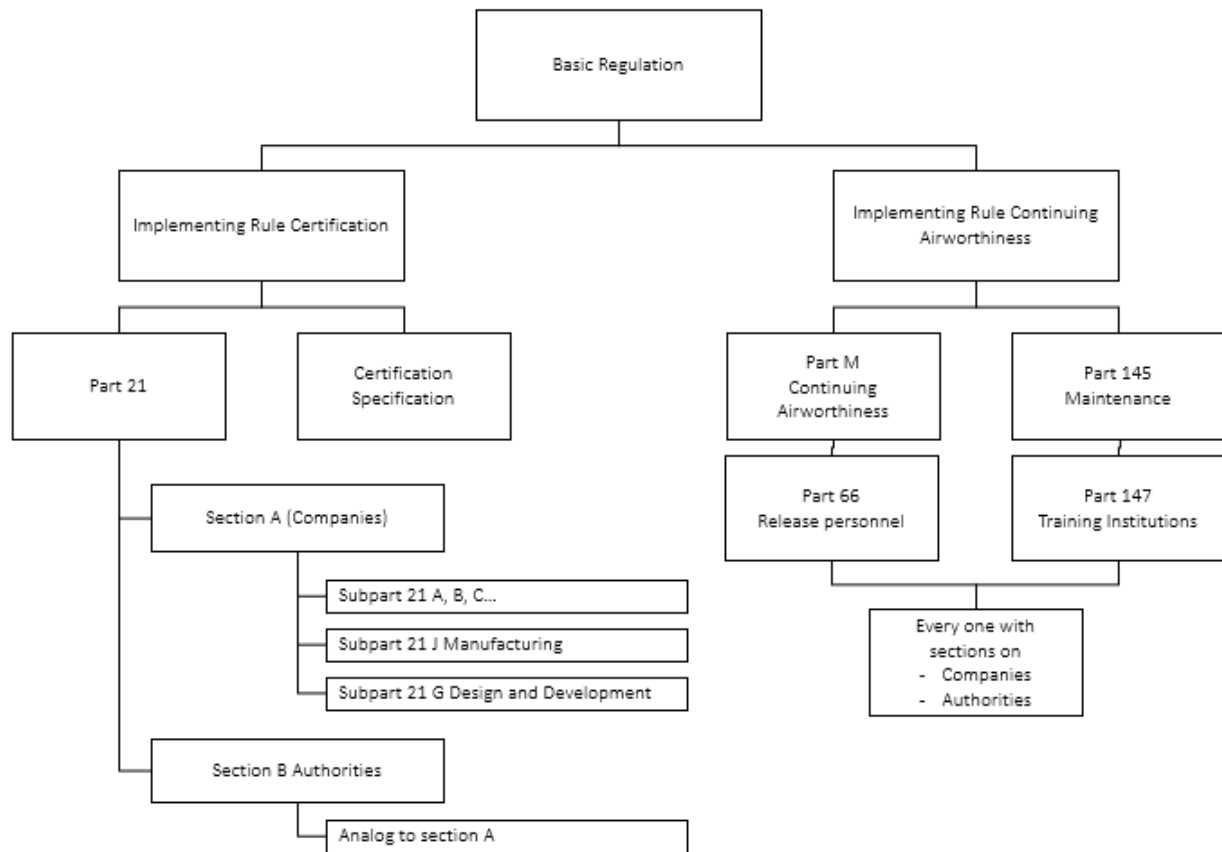 Basic Regulation
Implementing Rule Certification
Implementing Rule Continuing
Airworthiness
Part 21
Certification
Specification
Part M
Continuing
Airworthiness
Part 145
Maintenance
Part 66
Release personnel
Part 147
Training Institutions
Section A (Companies)
Subpart 21 A, B, C...
Subpart 21 J Manufacturing
Subpart 21 G Design and Development
Every one with
sections on
- Companies
- Authorities
Section B Authorities
Analog to section A